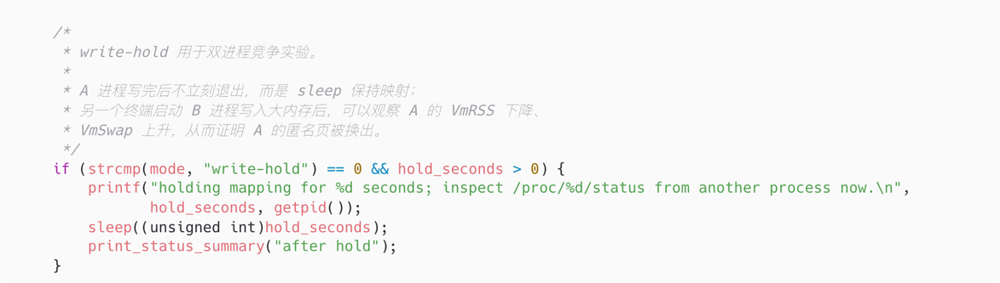 /*
 * write-hold 用于双进程竞争实验。
 *
 * A 进程写完后不立刻退出，而是 sleep 保持映射；
 * 另一个终端启动 B 进程写入大内存后，可以观察 A 的 VmRSS 下降、
 * VmSwap 上升，从而证明 A 的匿名页被换出。
 */
if (strcmp(mode, "write-hold") == 0 && hold_seconds > 0) {
    printf("holding mapping for %d seconds; inspect /proc/%d/status from another process now.\n",
           hold_seconds, getpid());
    sleep((unsigned int)hold_seconds);
    print_status_summary("after hold");
}